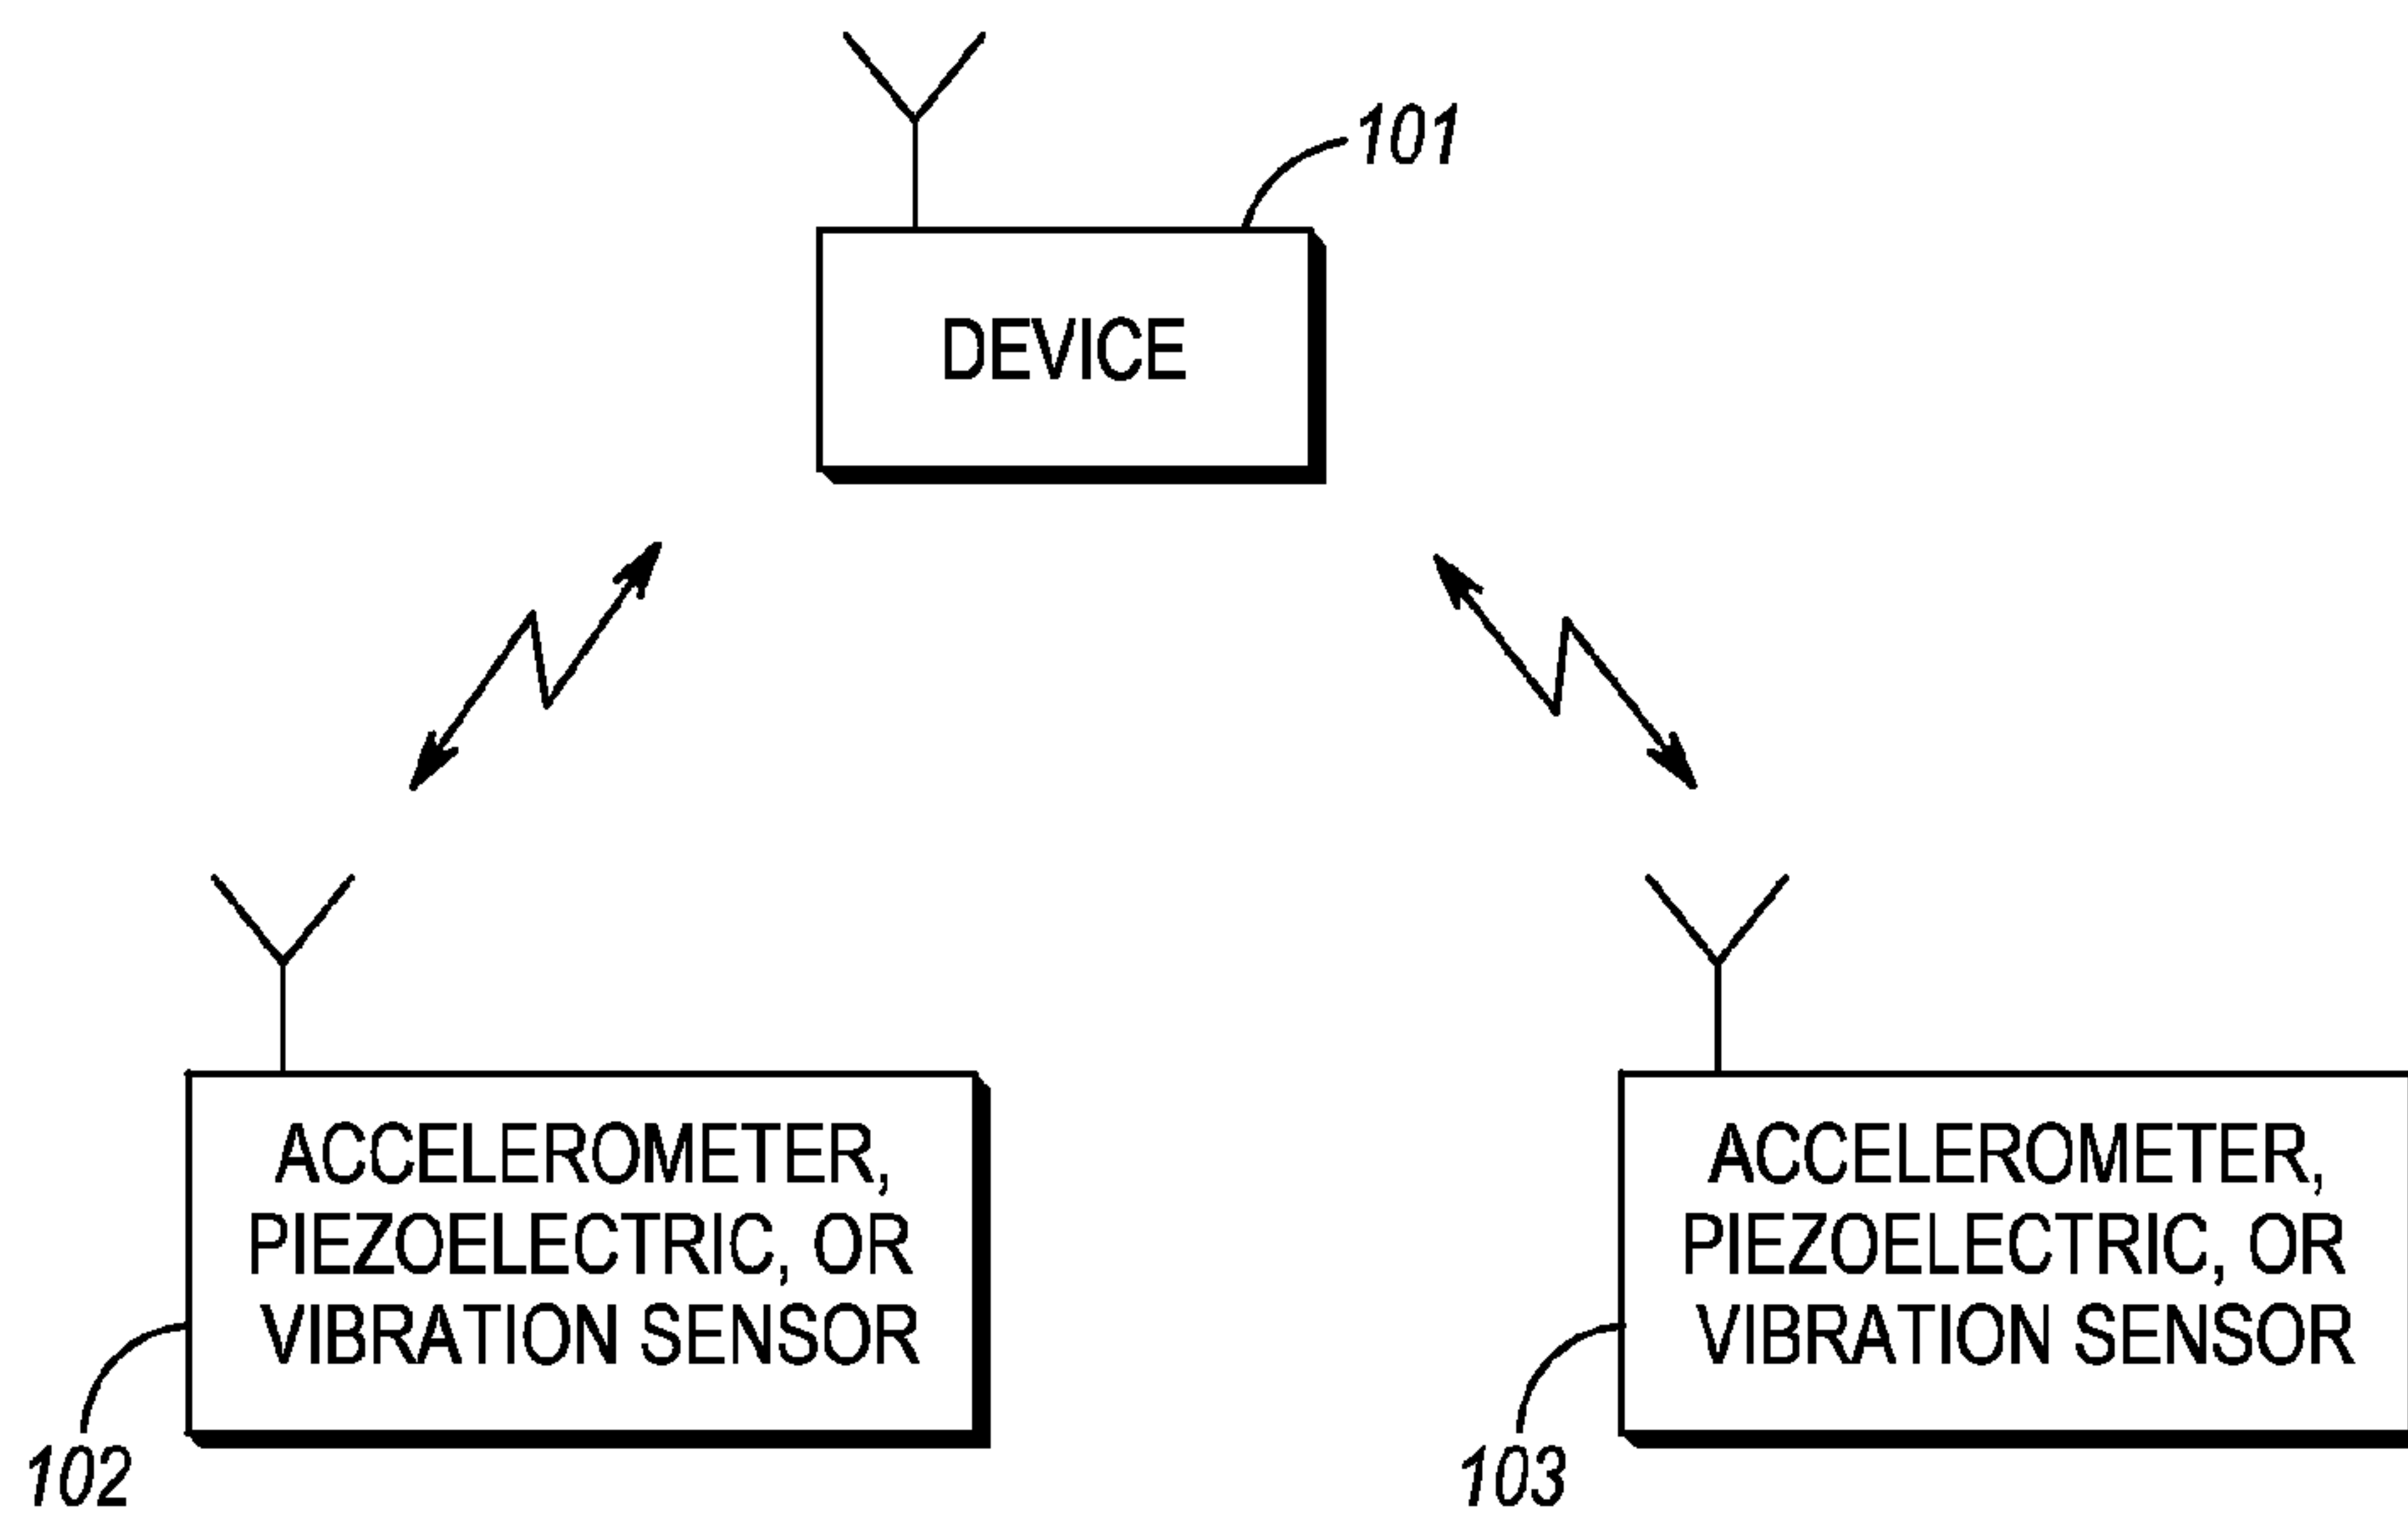 101
DEVICE
ACCELEROMETER,
PIEZOELECTRIC, OR
VIBRATION SENSOR
102
ACCELEROMETER,
PIEZOELECTRIC, OR
VIBRATION SENSOR
103